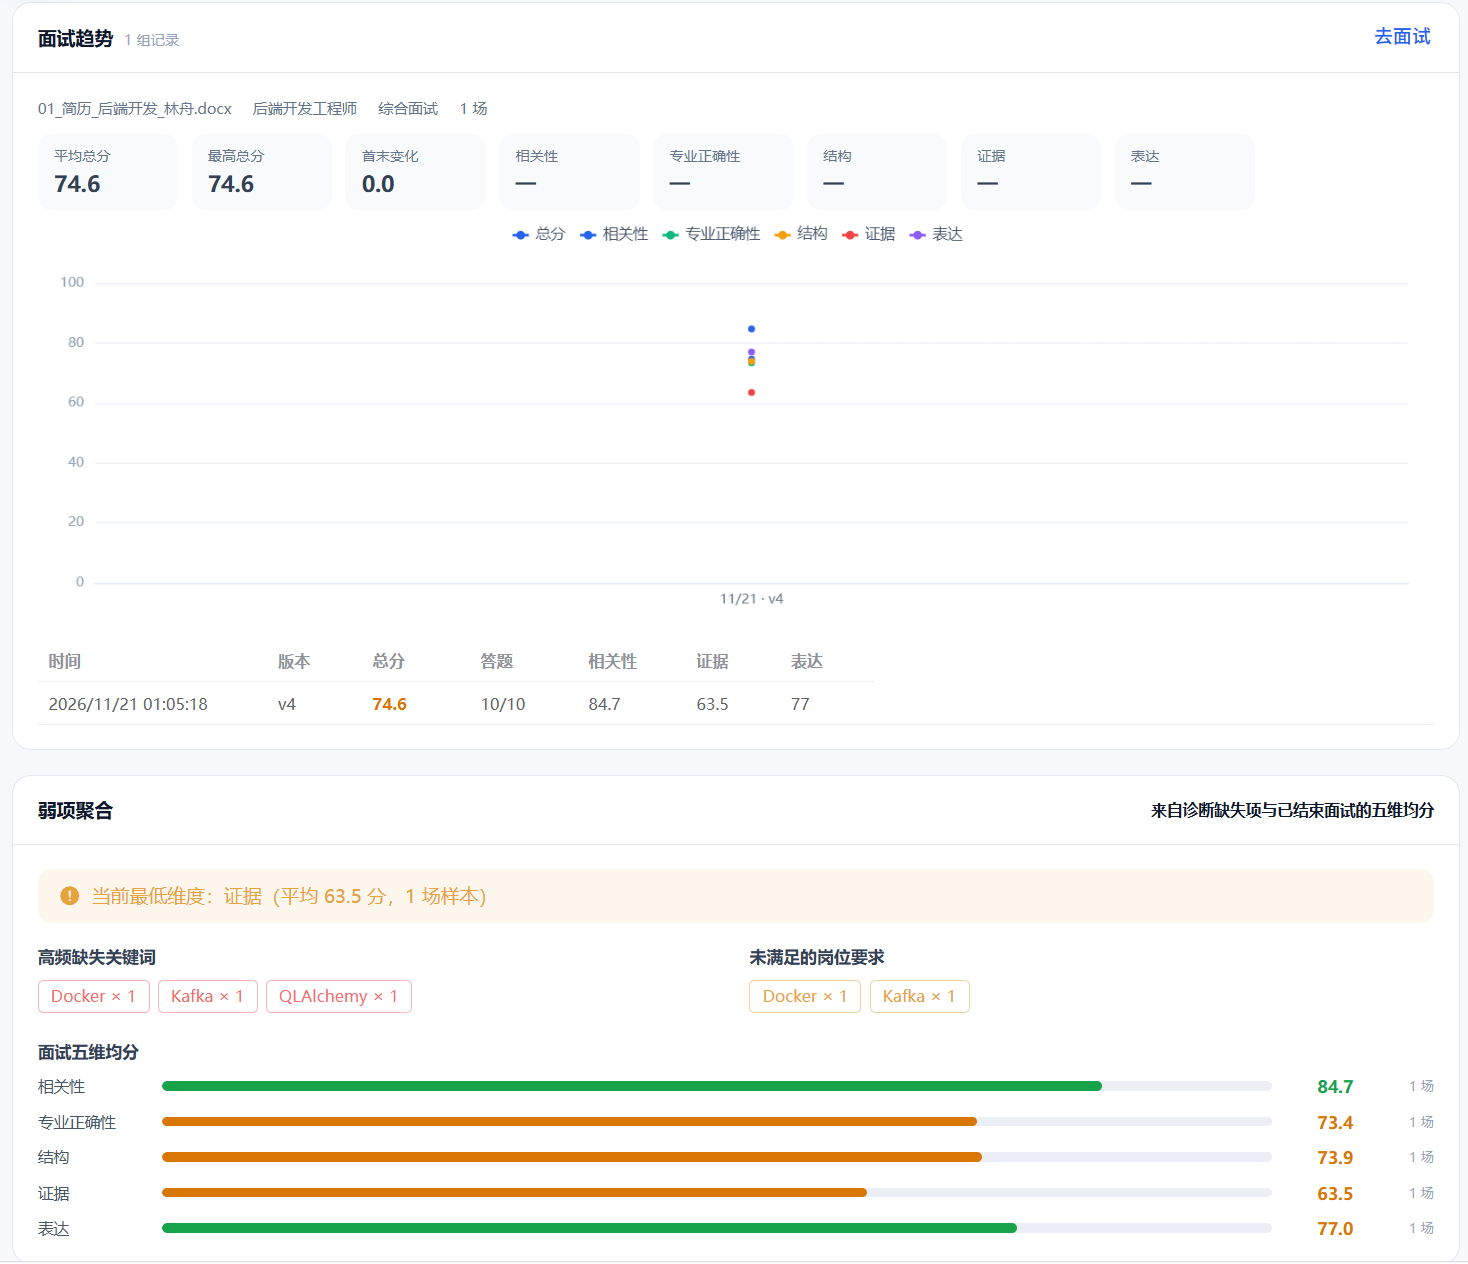 面试趋势 1 组记录 去面试
01_简历_后端开发_林舟.docx 后端开发工程师 综合面试 1 场
平均总分 最高总分 首末变化 相关性 专业正确性 结构 证据 表达
74.6 74.6 0.0 — — — — —
总分 相关性 专业正确性 结构 证据 表达
100
80
60
40
20
0
11/21 · v4
时间 版本 总分 答题 相关性 证据 表达
2026/11/21 01:05:18 v4 74.6 10/10 84.7 63.5 77
弱项聚合 来自诊断缺失项与已结束面试的五维均分
当前最低维度：证据（平均 63.5 分，1 场样本）
高频缺失关键词 未满足的岗位要求
Docker × 1 Kafka × 1 QLAlchemy × 1 Docker × 1 Kafka × 1
面试五维均分
相关性 84.7 1 场
专业正确性 73.4 1 场
结构 73.9 1 场
证据 63.5 1 场
表达 77.0 1 场